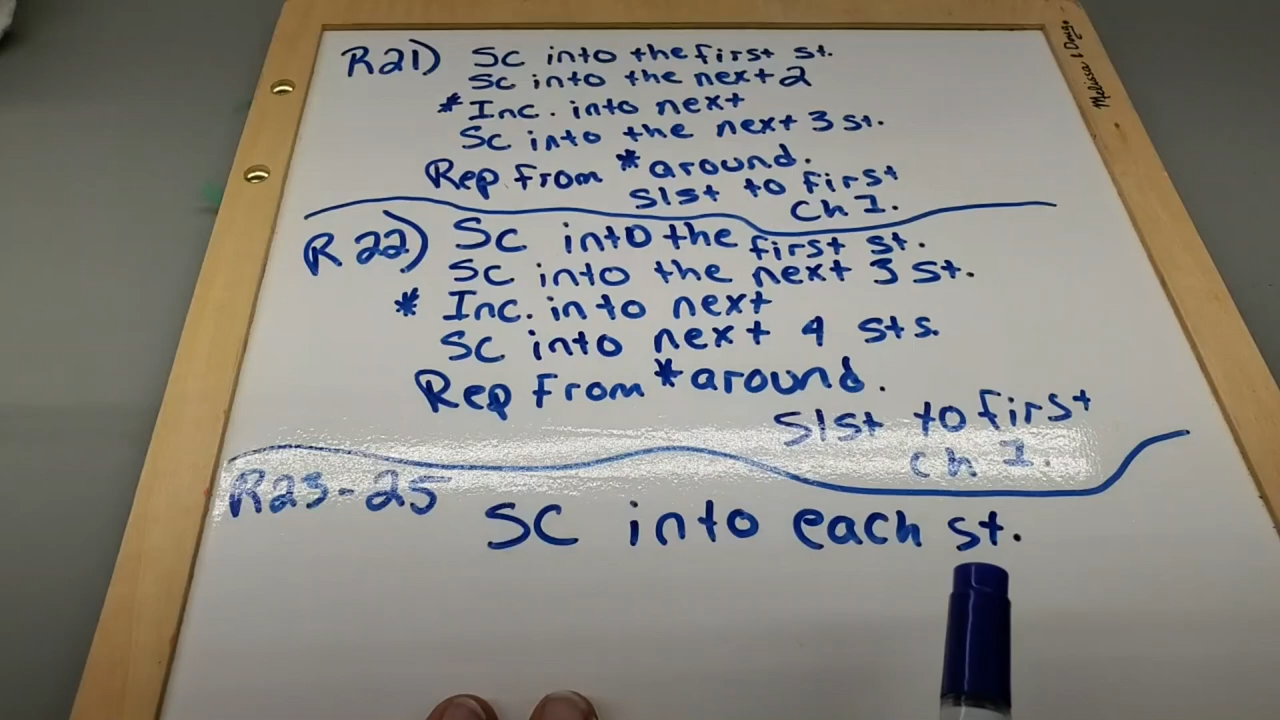 R21) Sc into the first st.
Sc into the next 2
* Inc. into next
Sc into the next 3 st.
Rep from * around.
Slst to first
Ch 1.
R 22) Sc into the first st.
Sc into the next 3 st.
* Inc. into next
Sc into next 4 sts.
Rep from * around.
Slst to first
ch 1.
R23-25 SC into each st.
Melissa & Doug